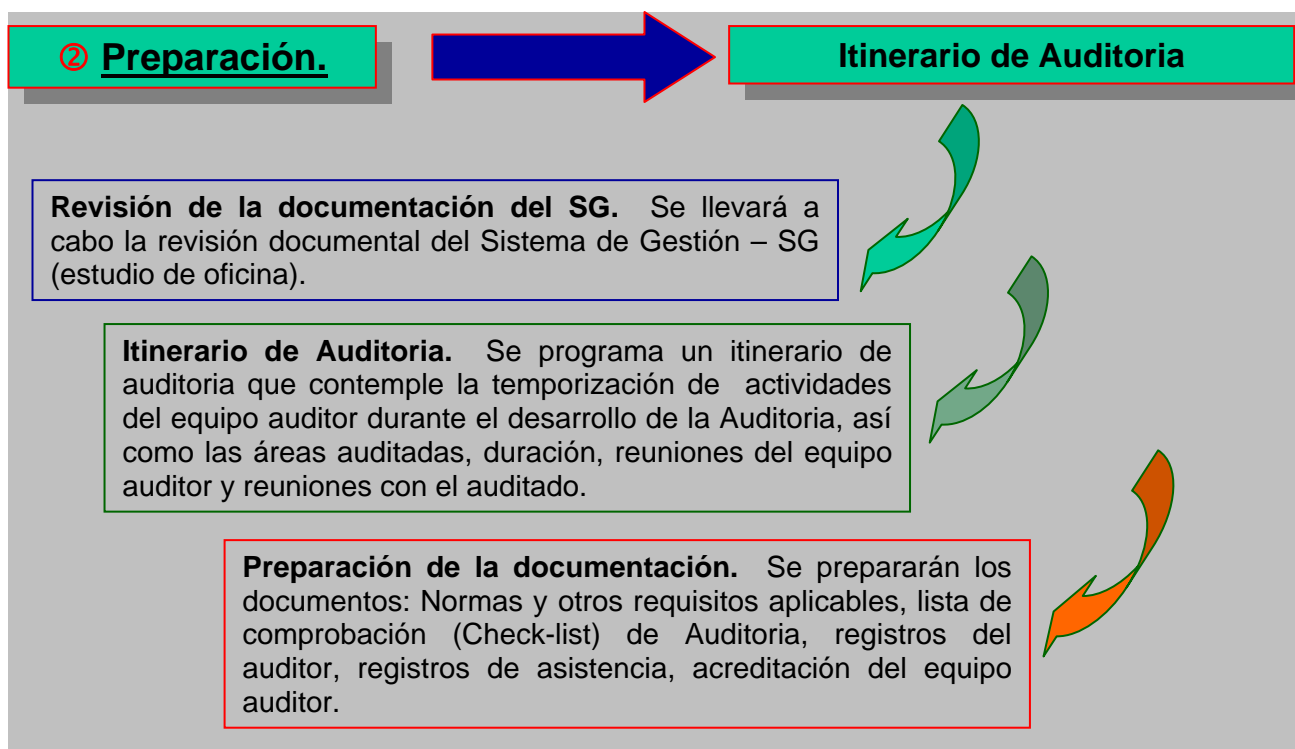 ② Preparación.
Itinerario de Auditoria
Revisión de la documentación del SG. Se llevará a
cabo la revisión documental del Sistema de Gestión – SG
(estudio de oficina).
Itinerario de Auditoria. Se programa un itinerario de
auditoria que contemple la temporización de actividades
del equipo auditor durante el desarrollo de la Auditoria, así
como las áreas auditadas, duración, reuniones del equipo
auditor y reuniones con el auditado.
Preparación de la documentación. Se prepararán los
documentos: Normas y otros requisitos aplicables, lista de
comprobación (Check-list) de Auditoria, registros del
auditor, registros de asistencia, acreditación del equipo
auditor.